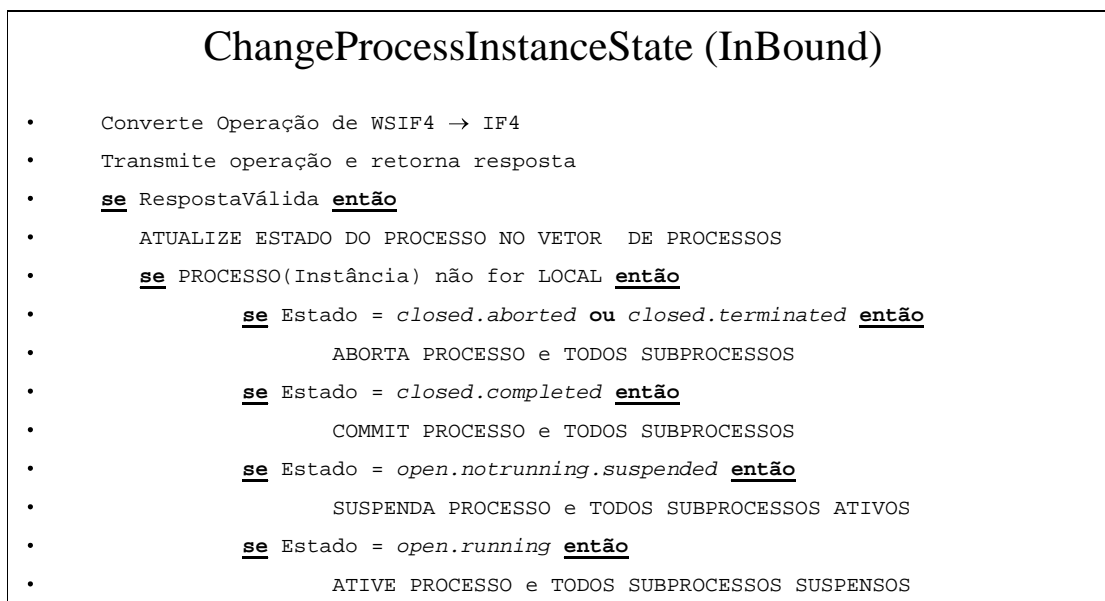 ChangeProcessInstanceState (InBound)
• Converte Operação de WSIF4 → IF4
• Transmite operação e retorna resposta
• se RespostaVálida então
• ATUALIZE ESTADO DO PROCESSO NO VETOR DE PROCESSOS
• se PROCESSO(Instância) não for LOCAL então
• se Estado = closed.aborted ou closed.terminated então
• ABORTA PROCESSO e TODOS SUBPROCESSOS
• se Estado = closed.completed então
• COMMIT PROCESSO e TODOS SUBPROCESSOS
• se Estado = open.notrunning.suspended então
• SUSPENDA PROCESSO e TODOS SUBPROCESSOS ATIVOS
• se Estado = open.running então
• ATIVE PROCESSO e TODOS SUBPROCESSOS SUSPENSOS